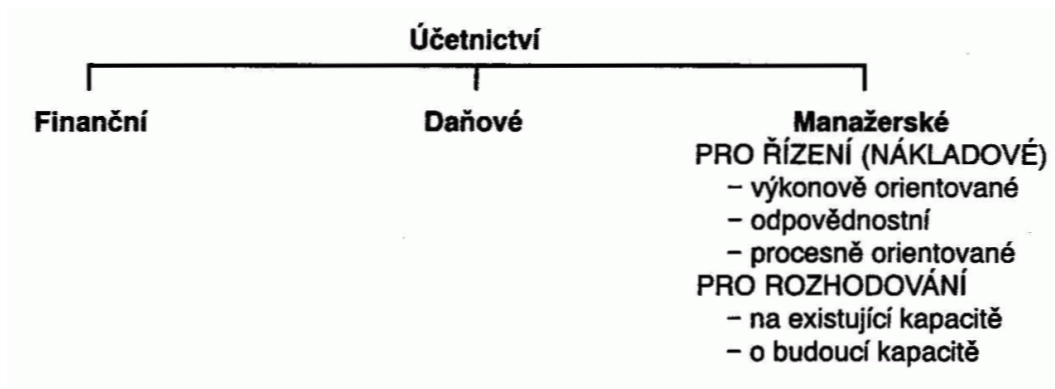 Účetnictví
Finanční
Daňové
Manažerské
PRO ŘÍZENÍ (NÁKLADOVÉ)
– výkonově orientované
– odpovědnostní
– procesně orientované
PRO ROZHODOVÁNÍ
– na existující kapacitě
– o budoucí kapacitě